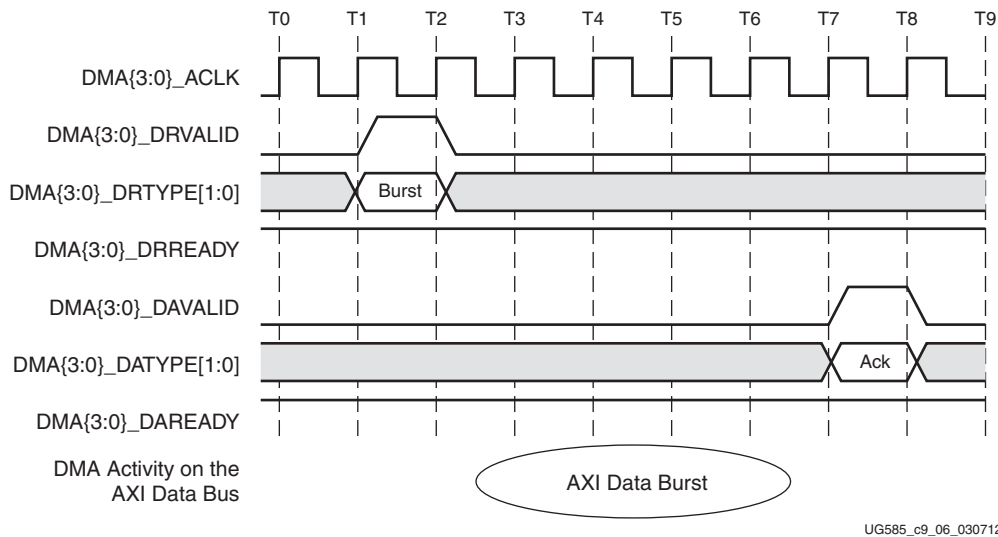 T0 T1 T2 T3 T4 T5 T6 T7 T8 T9
DMA{3:0}_ACLK
DMA{3:0}_DRVALID
DMA{3:0}_DRTYPE[1:0] Burst
DMA{3:0}_DRREADY
DMA{3:0}_DAVALID
DMA{3:0}_DATYPE[1:0] Ack
DMA{3:0}_DAREADY
DMA Activity on the
AXI Data Bus
AXI Data Burst
UG585_c9_06_030712